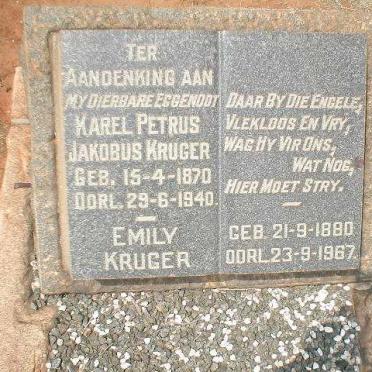 TER
AANDENKING AAN
MY DIERBARE EGGENOOT
KAREL PETRUS
JAKOBUS KRUGER
GEB. 15-4-1870
OORL. 29-6-1940.
EMILY
KRUGER
DAAR BY DIE ENGELE,
VLEKLOOS EN VRY,
WAG HY VIR ONS,
WAT NOG,
HIER MOET STRY.
GEB. 21-9-1880
OORL. 23-9-1967.